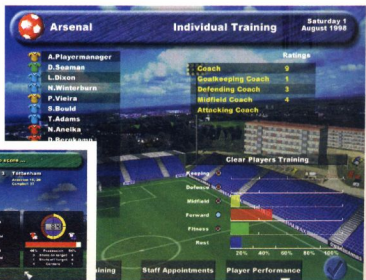 Arsenal
Individual Training
Saturday 1
August 1998
A.Playermanager
D.Seaman
L.Dixon
N.Winterburn
P.Vieira
S.Bould
T.Adams
N.Anelka
D.Bergkamp
Ratings
Coach 9
Goalkeeping Coach 1
Defending Coach 3
Midfield Coach 4
Attacking Coach
Clear Players Training
Keeping
Defence
Midfield
Forward
Fitness
Rest
20% 40% 60% 80% 100%
Tottenham
Staff Appointments
Player Performance